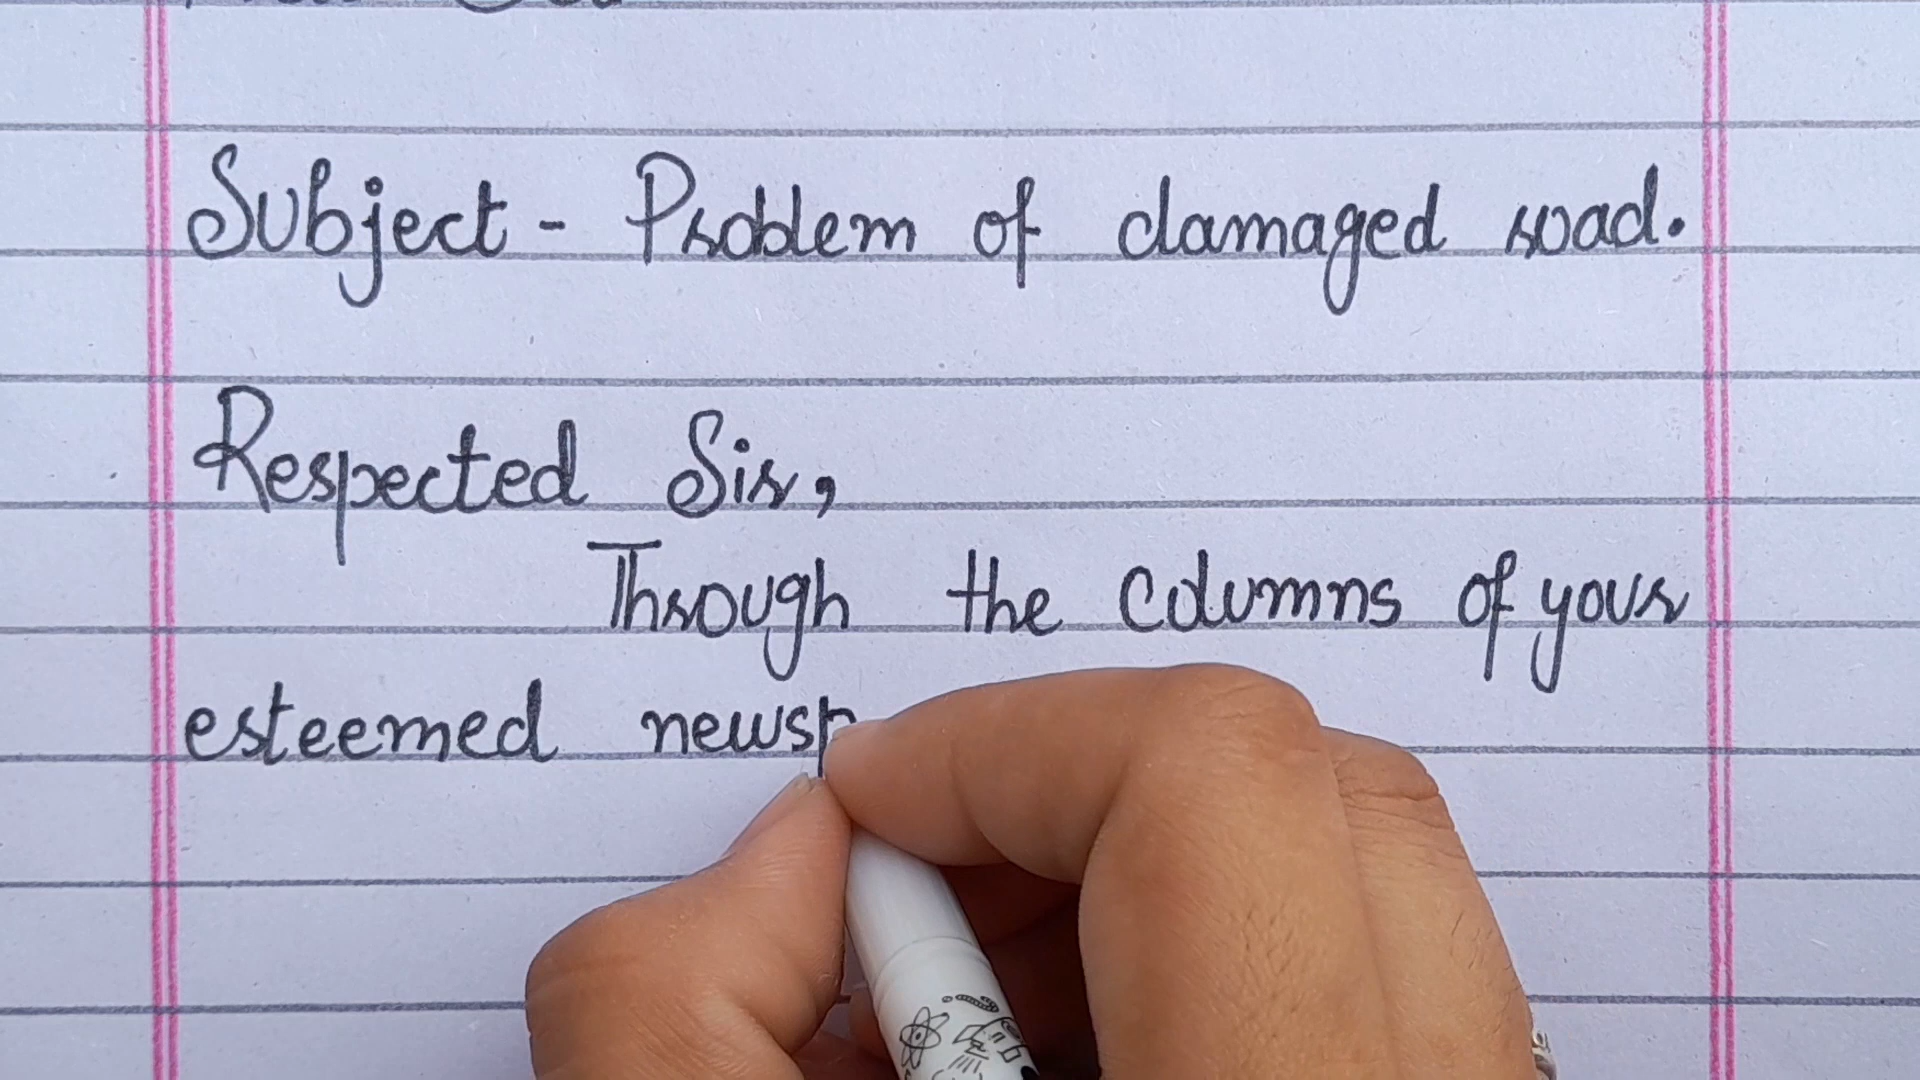 Subject - Problem of damaged road.
Respected Sir,
Through the columns of your
esteemed newsp